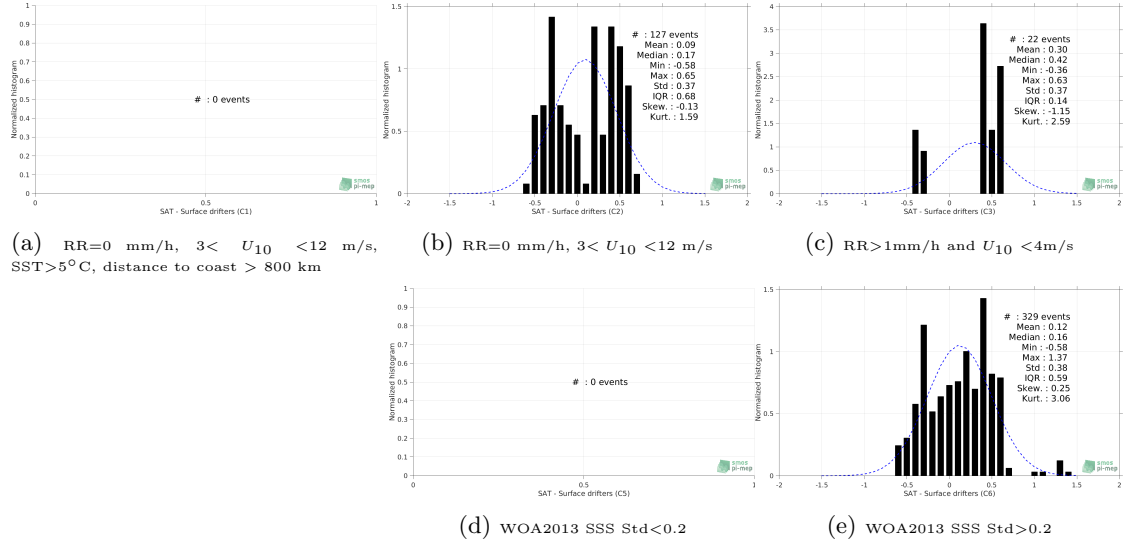 1
0.9
0.8
0.7
0.6
0.5
0.4
0.3
0.2
0.1
0
Normalized histogram
# : 0 events
smos
pi-mep
0 0.5 1
SAT - Surface drifters (C1)
(a) RR=0 mm/h, 3< U10 <12 m/s,
SST>5°C, distance to coast > 800 km
1.5
1
0.5
0
Normalized histogram
# : 127 events
Mean : 0.09
Median : 0.17
Min : -0.58
Max : 0.65
Std : 0.37
IQR : 0.68
Skew. : -0.13
Kurt. : 1.59
smos
pi-mep
-2 -1.5 -1 -0.5 0 0.5 1 1.5 2
SAT - Surface drifters (C2)
(b) RR=0 mm/h, 3< U10 <12 m/s
4
3.5
3
2.5
2
1.5
1
0.5
0
Normalized histogram
# : 22 events
Mean : 0.30
Median : 0.42
Min : -0.36
Max : 0.63
Std : 0.37
IQR : 0.14
Skew. : -1.15
Kurt. : 2.59
smos
pi-mep
-2 -1.5 -1 -0.5 0 0.5 1 1.5 2
SAT - Surface drifters (C3)
(c) RR>1mm/h and U10 <4m/s
1
0.9
0.8
0.7
0.6
0.5
0.4
0.3
0.2
0.1
0
Normalized histogram
# : 0 events
smos
pi-mep
0 0.5 1
SAT - Surface drifters (C5)
(d) WOA2013 SSS Std<0.2
1.5
1
0.5
0
Normalized histogram
# : 329 events
Mean : 0.12
Median : 0.16
Min : -0.58
Max : 1.37
Std : 0.38
IQR : 0.59
Skew. : 0.25
Kurt. : 3.06
smos
pi-mep
-2 -1.5 -1 -0.5 0 0.5 1 1.5 2
SAT - Surface drifters (C6)
(e) WOA2013 SSS Std>0.2